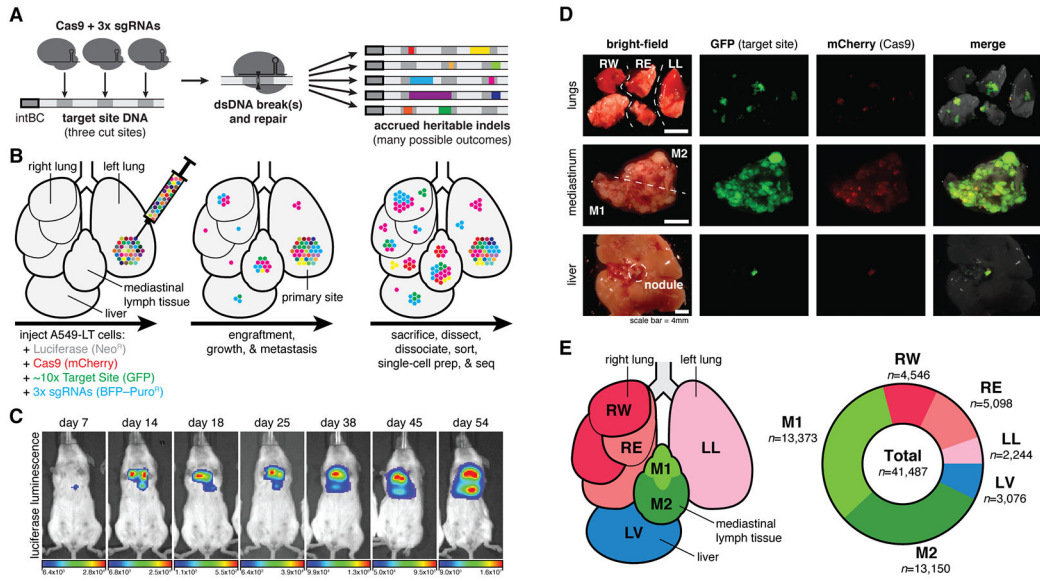 A
Cas9 + 3x sgRNAs
intBC
target site DNA
(three cut sites)
dsDNA break(s)
and repair
accrued heritable indels
(many possible outcomes)
B
right lung
left lung
mediastinal
lymph tissue
liver
primary site
inject A549-LT cells:
+ Luciferase (Neoᴿ)
+ Cas9 (mCherry)
+ ~10x Target Site (GFP)
+ 3x sgRNAs (BFP–Puroᴿ)
engraftment,
growth, & metastasis
sacrifice, dissect,
dissociate, sort,
single-cell prep, & seq
C
luciferase luminescence
day 7
day 14
day 18
day 25
day 38
day 45
day 54
D
bright-field
GFP (target site)
mCherry (Cas9)
merge
lungs
RW
RE
LL
mediastinum
M2
M1
liver
nodule
scale bar = 4mm
E
right lung
left lung
RW
RE
LL
M1
M2
LV
mediastinal
lymph tissue
liver
RW
n=4,546
RE
n=5,098
LL
n=2,244
LV
n=3,076
M2
n=13,150
M1
n=13,373
Total
n=41,487